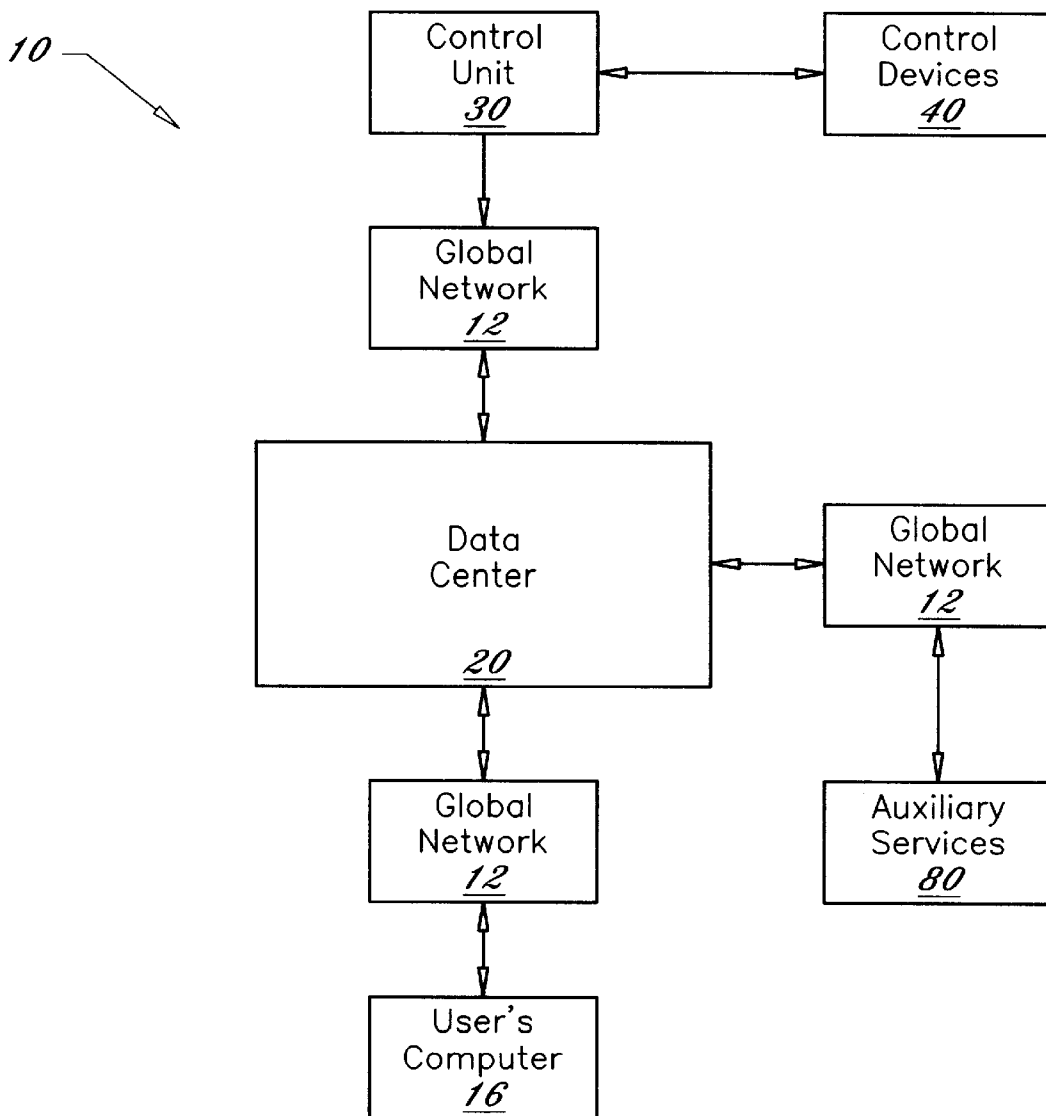 10
Control
Unit
30
Control
Devices
40
Global
Network
12
Data
Center
20
Global
Network
12
Global
Network
12
Auxiliary
Services
80
User's
Computer
16